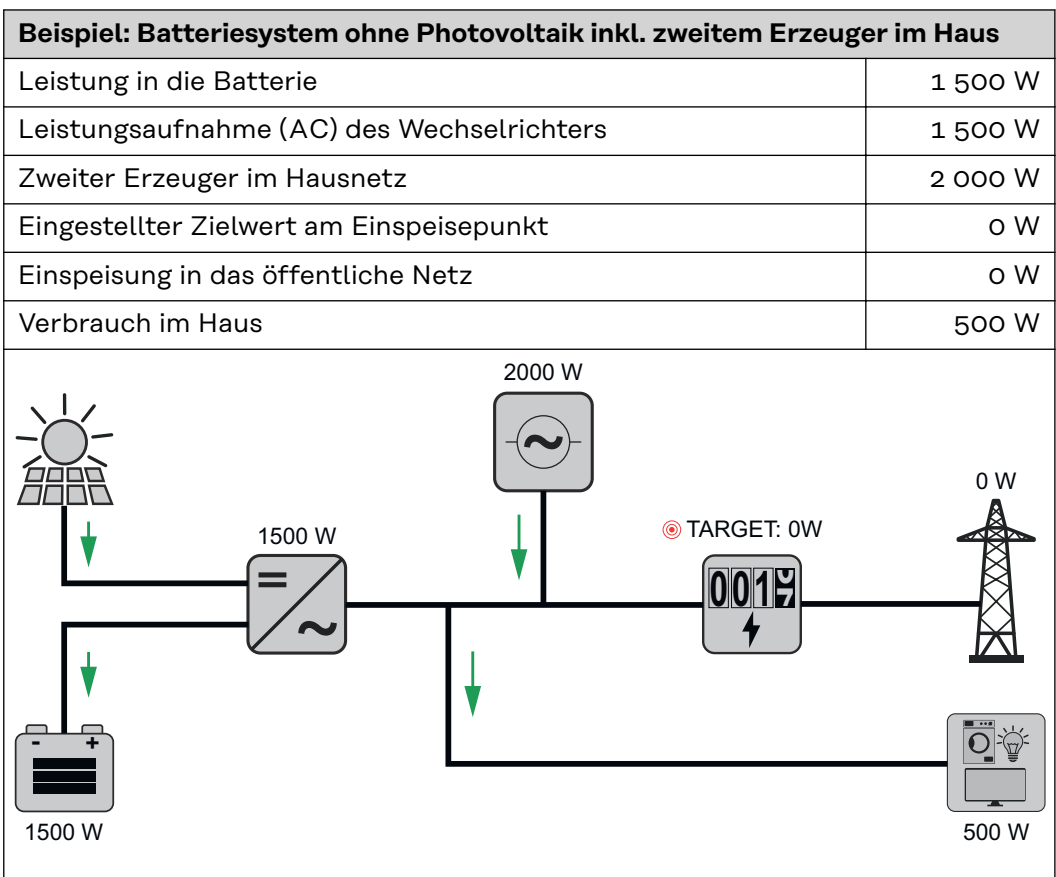 Beispiel: Batteriesystem ohne Photovoltaik inkl. zweitem Erzeuger im Haus
Leistung in die Batterie 1 500 W
Leistungsaufnahme (AC) des Wechselrichters 1 500 W
Zweiter Erzeuger im Hausnetz 2 000 W
Eingestellter Zielwert am Einspeisepunkt 0 W
Einspeisung in das öffentliche Netz 0 W
Verbrauch im Haus 500 W
2000 W
0 W
1500 W
TARGET: 0W
001
- +
1500 W
500 W